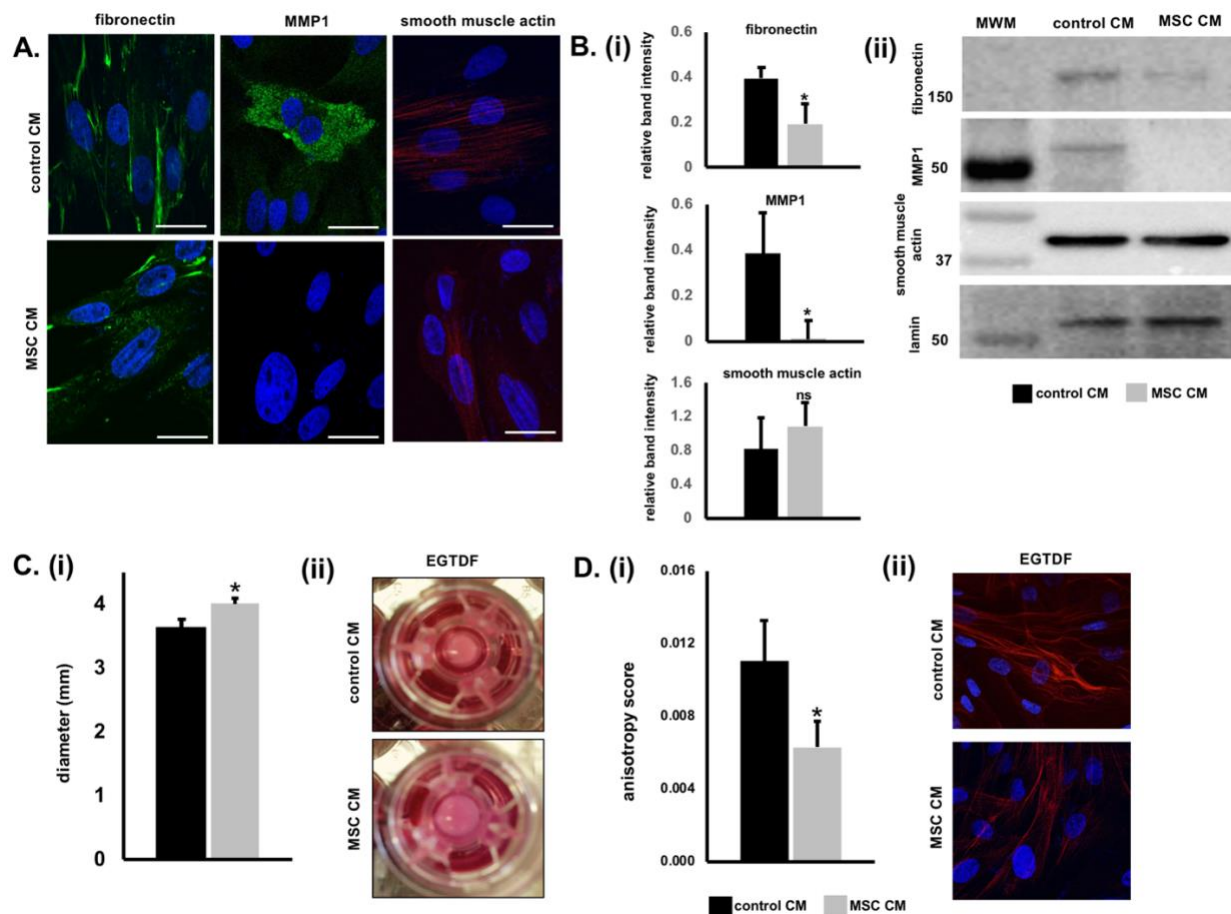 A.
fibronectin
MMP1
smooth muscle actin
control CM
MSC CM
B. (i)
fibronectin
relative band intensity
0.6
0.4
0.2
0
*
MMP1
relative band intensity
0.6
0.4
0.2
0
*
smooth muscle actin
relative band intensity
1.6
1.2
0.8
0.4
0
ns
(ii)
MWM
control CM
MSC CM
fibronectin
150
MMP1
50
smooth muscle
actin
37
lamin
50
control CM
MSC CM
C. (i)
diameter (mm)
4
3
2
1
0
*
(ii)
EGTDF
control CM
MSC CM
D. (i)
anisotropy score
0.016
0.012
0.008
0.004
0.000
*
control CM
MSC CM
(ii)
EGTDF
control CM
MSC CM